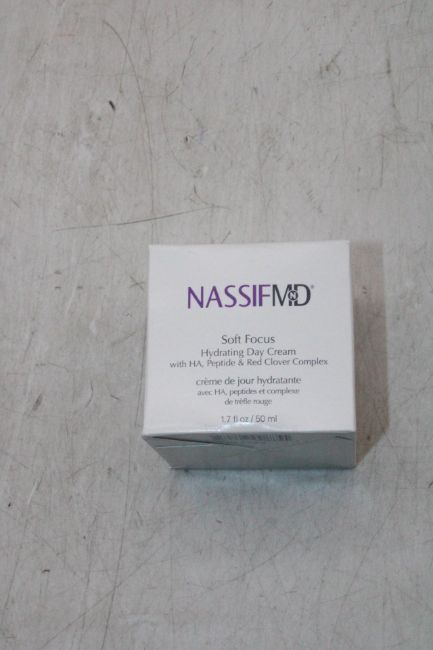 NASSIFMD®
Soft Focus
Hydrating Day Cream
with HA, Peptide & Red Clover Complex
crème de jour hydratante
avec HA, peptides et complexe
de trèfle rouge
1.7 fl oz / 50 ml